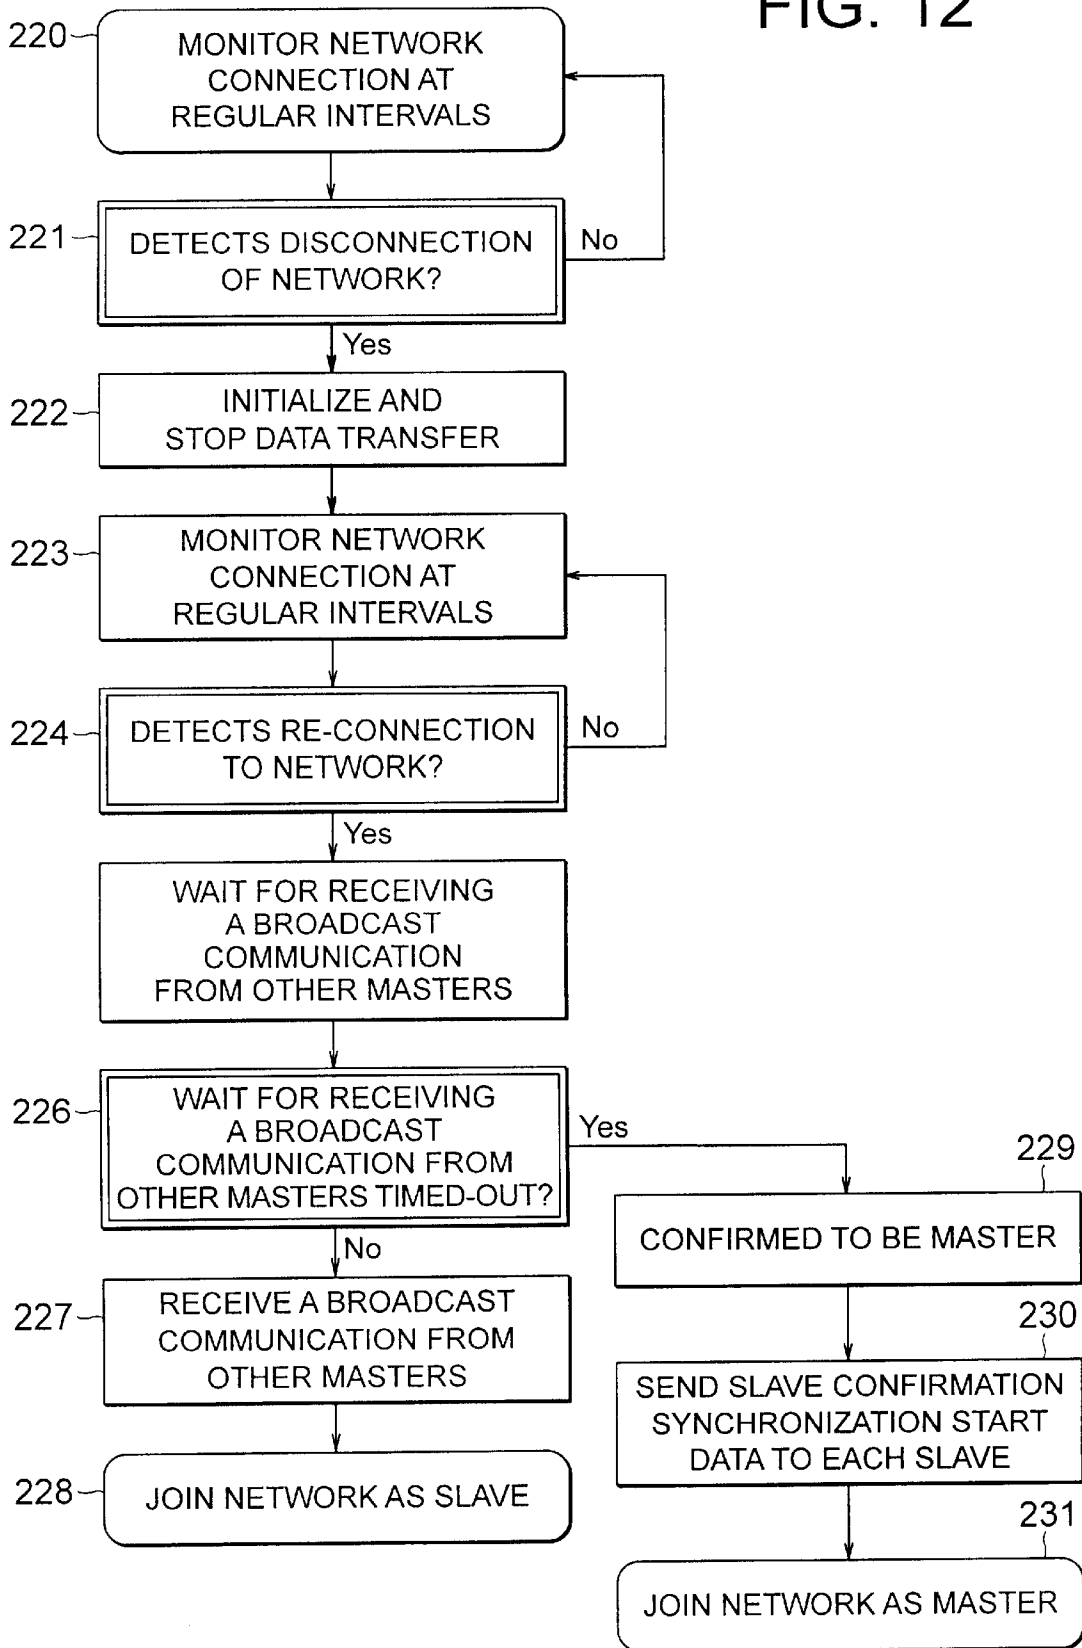 FIG. 12
220
MONITOR NETWORK
CONNECTION AT
REGULAR INTERVALS
221
DETECTS DISCONNECTION
OF NETWORK?
No
Yes
222
INITIALIZE AND
STOP DATA TRANSFER
223
MONITOR NETWORK
CONNECTION AT
REGULAR INTERVALS
224
DETECTS RE-CONNECTION
TO NETWORK?
No
Yes
WAIT FOR RECEIVING
A BROADCAST
COMMUNICATION
FROM OTHER MASTERS
226
WAIT FOR RECEIVING
A BROADCAST
COMMUNICATION FROM
OTHER MASTERS TIMED-OUT?
Yes
No
227
RECEIVE A BROADCAST
COMMUNICATION FROM
OTHER MASTERS
228
JOIN NETWORK AS SLAVE
229
CONFIRMED TO BE MASTER
230
SEND SLAVE CONFIRMATION
SYNCHRONIZATION START
DATA TO EACH SLAVE
231
JOIN NETWORK AS MASTER